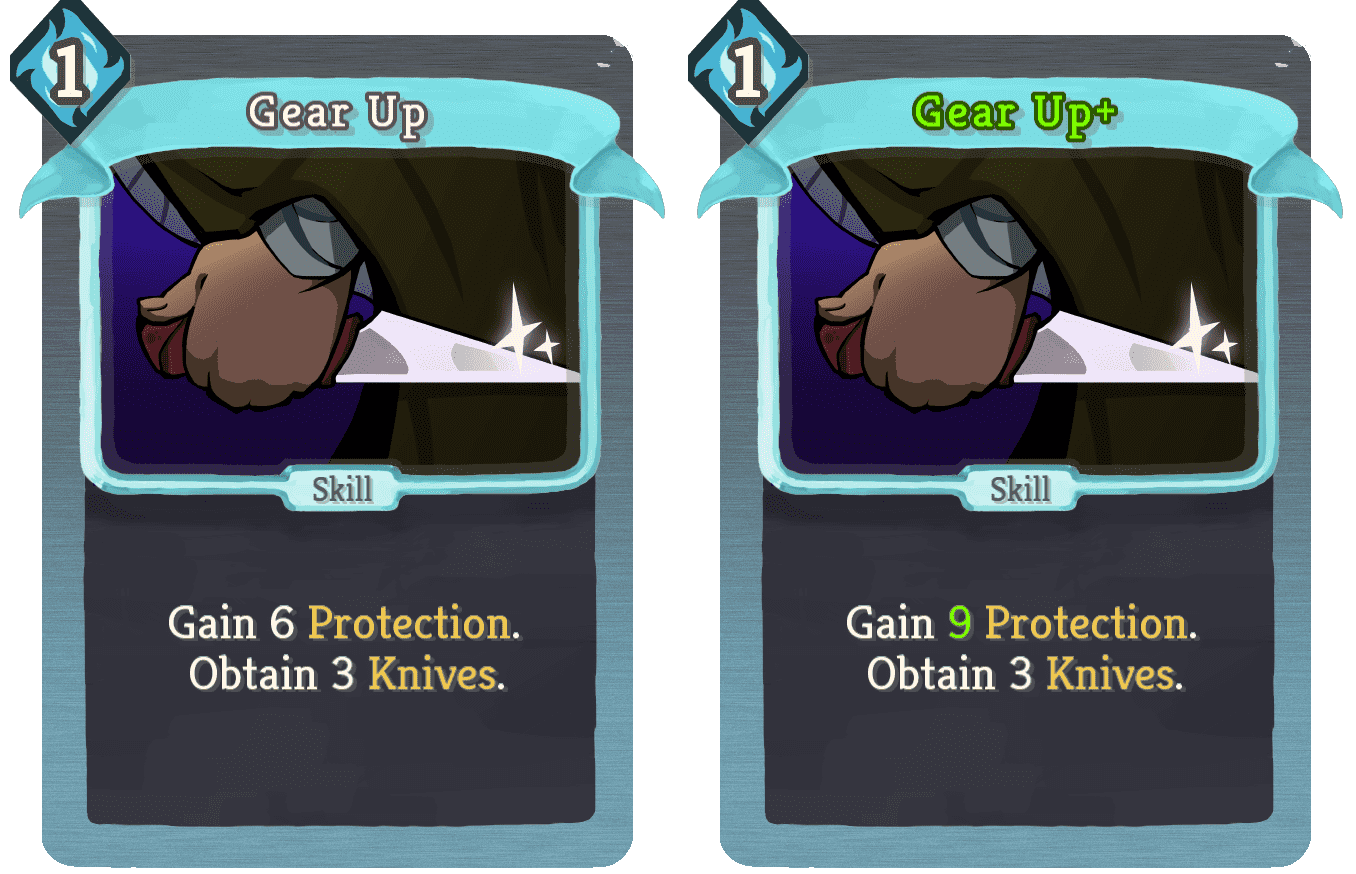 1
Gear Up
Skill
Gain 6 Protection.
Obtain 3 Knives.
1
Gear Up+
Skill
Gain 9 Protection.
Obtain 3 Knives.